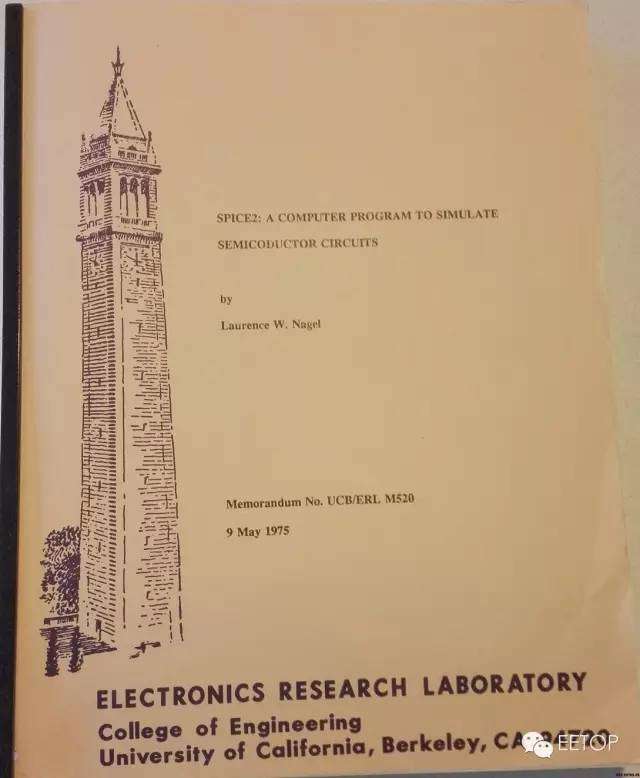 SPICE2: A COMPUTER PROGRAM TO SIMULATE
SEMICODUCTOR CIRCUITS
by
Laurence W. Nagel
Memorandum No. UCB/ERL M520
9 May 1975
ELECTRONICS RESEARCH LABORATORY
College of Engineering
University of California, Berkeley, CA
EETOP